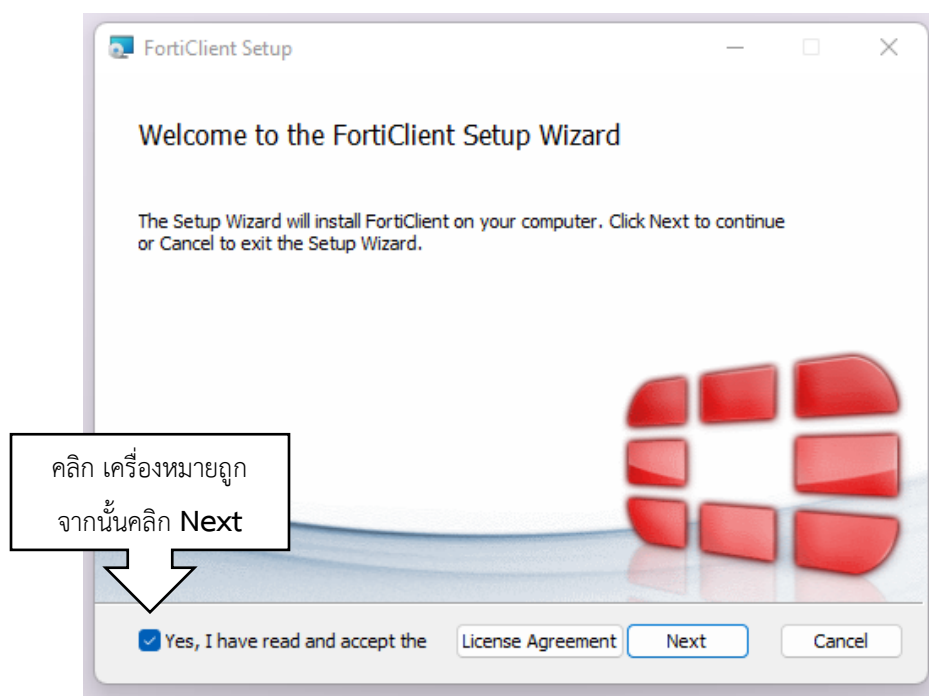 FortiClient Setup
Welcome to the FortiClient Setup Wizard
The Setup Wizard will install FortiClient on your computer. Click Next to continue
or Cancel to exit the Setup Wizard.
คลิก เครื่องหมายถูก
จากนั้นคลิก Next
Yes, I have read and accept the License Agreement Next Cancel